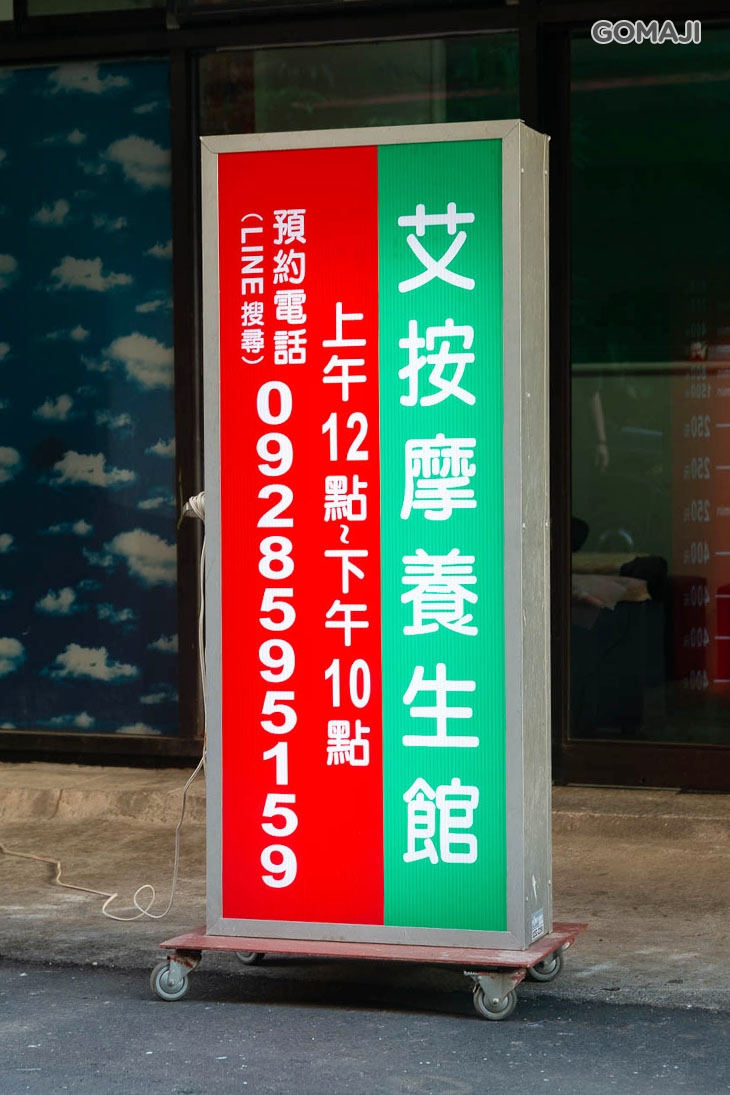 GOMAJI
艾按摩養生館
上午12點~下午10點
預約電話
(LINE搜尋)
0928595159